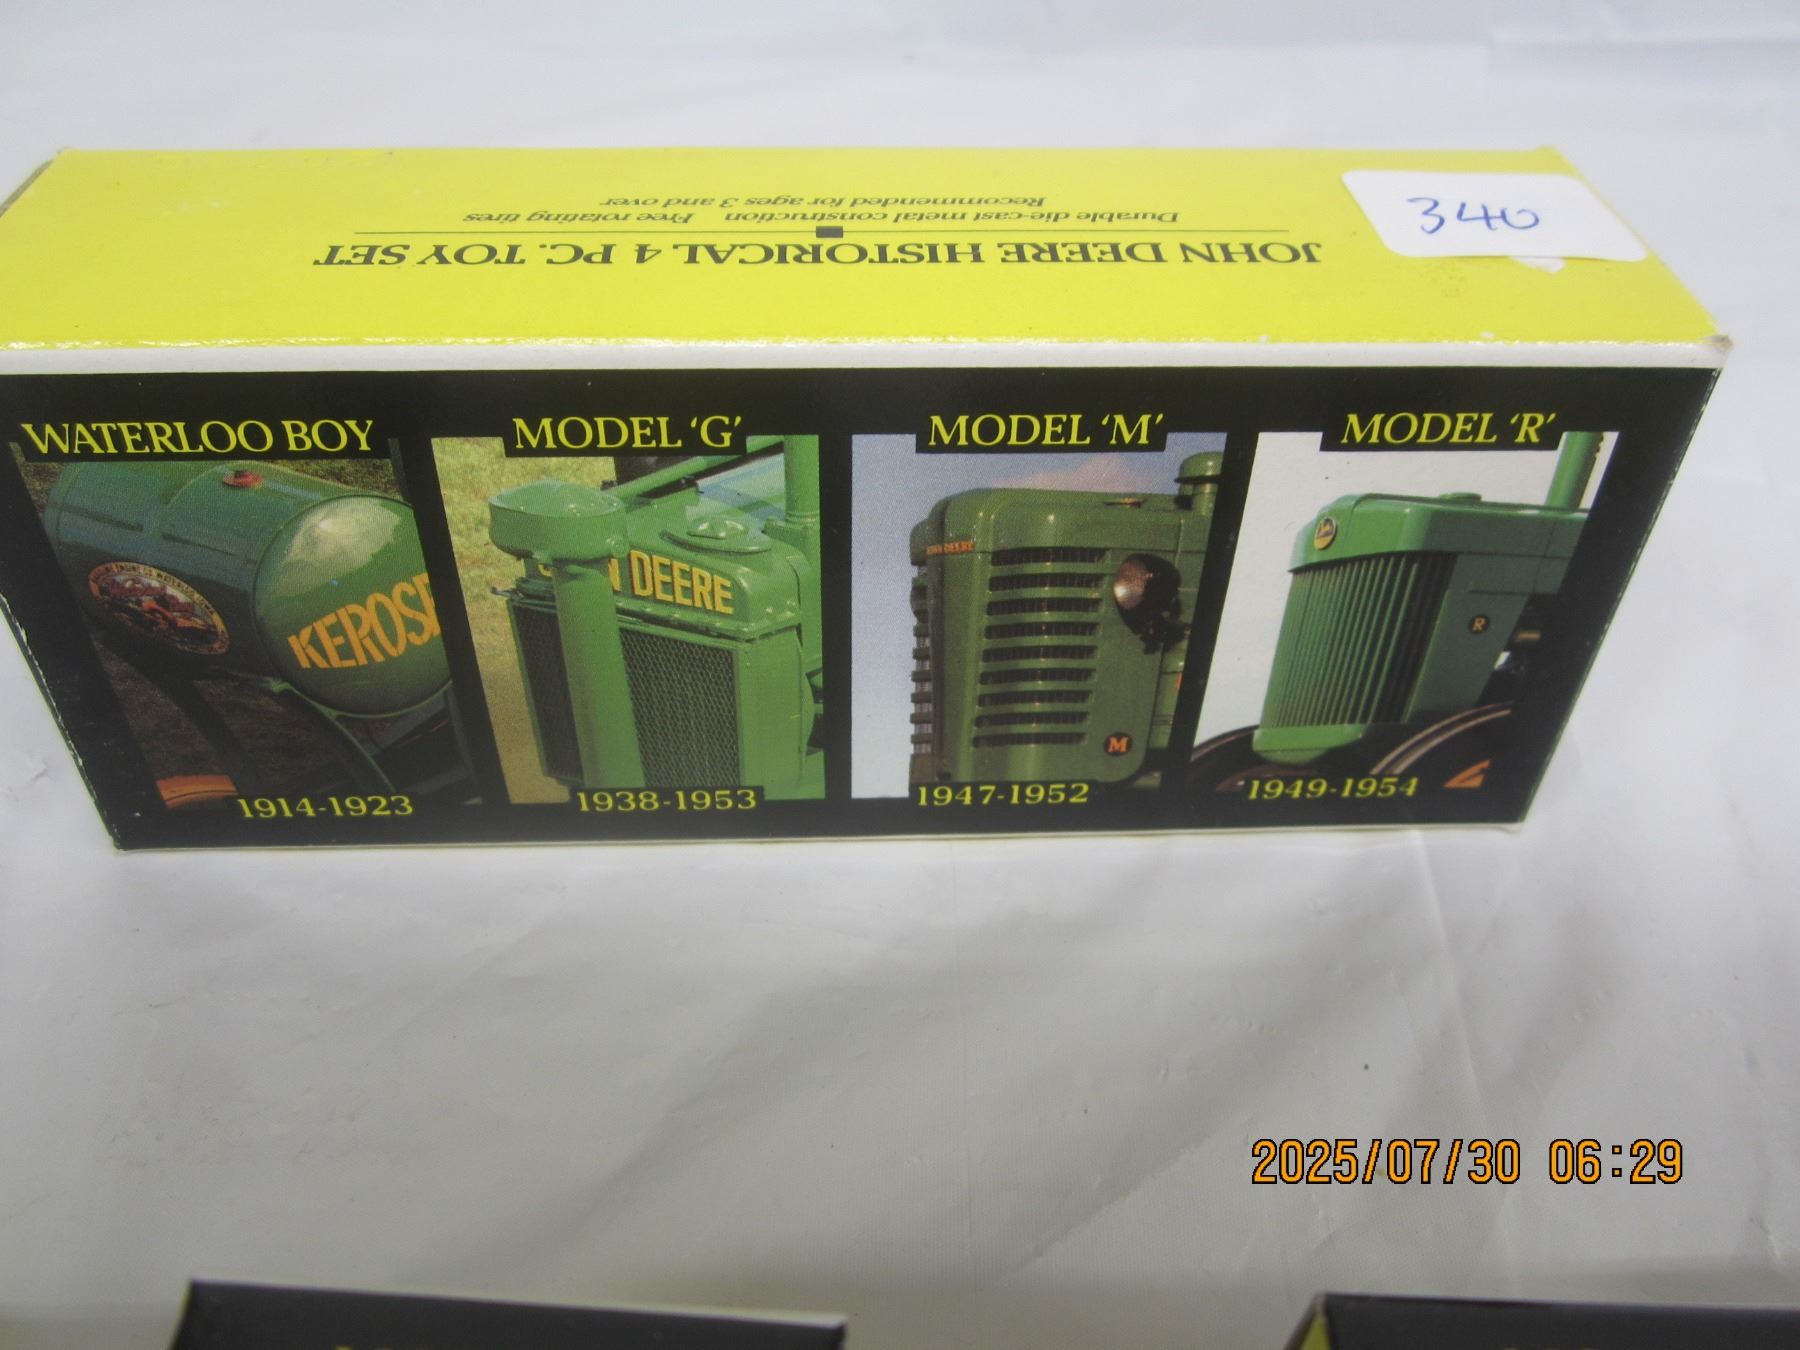 340
JOHN DEERE HISTORICAL 4 PC. TOY SET
Durable die-cast metal construction Free rotating tires
Recommended for ages 3 and over
WATERLOO BOY MODEL ‘G’ MODEL ‘M’ MODEL ‘R’
KEROSE
DEERE
JOHN DEERE
M
R
1914-1923 1938-1953 1947-1952 1949-1954
2025/07/30 06:29